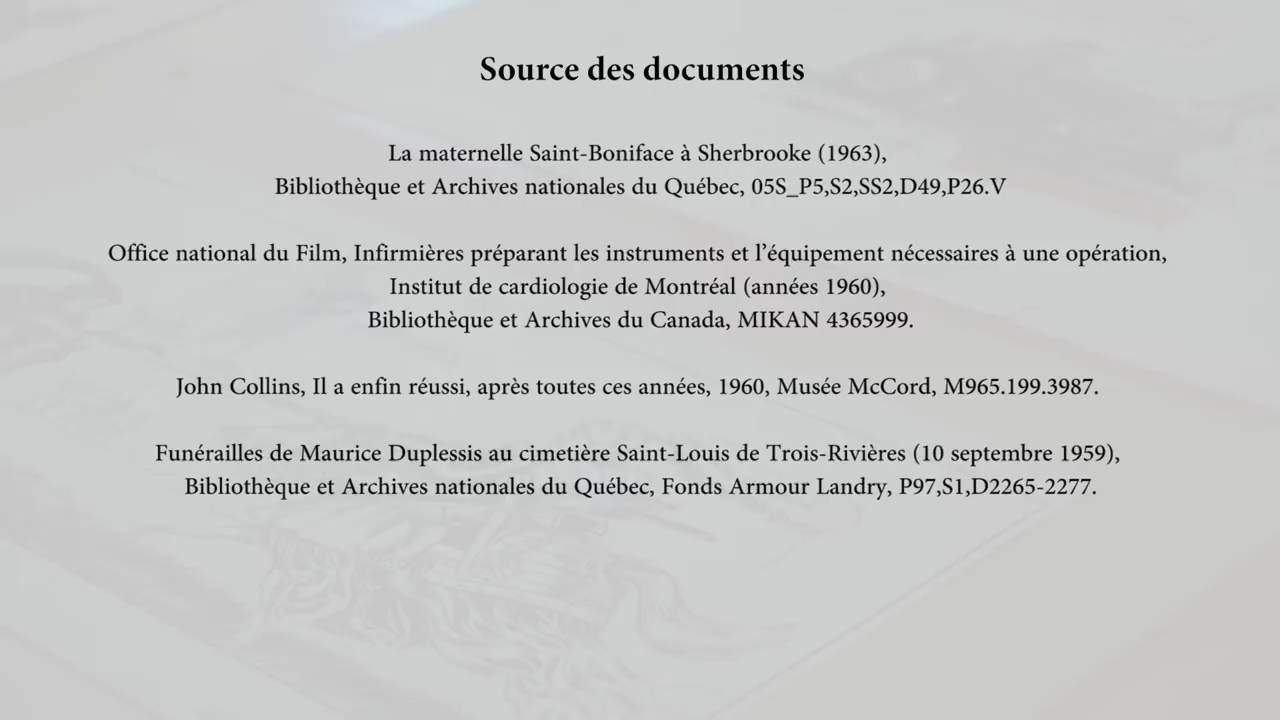 Source des documents
La maternelle Saint-Boniface à Sherbrooke (1963),
Bibliothèque et Archives nationales du Québec, 05S_P5,S2,SS2,D49,P26.V
Office national du Film, Infirmières préparant les instruments et l’équipement nécessaires à une opération,
Institut de cardiologie de Montréal (années 1960),
Bibliothèque et Archives du Canada, MIKAN 4365999.
John Collins, Il a enfin réussi, après toutes ces années, 1960, Musée McCord, M965.199.3987.
Funérailles de Maurice Duplessis au cimetière Saint-Louis de Trois-Rivières (10 septembre 1959),
Bibliothèque et Archives nationales du Québec, Fonds Armour Landry, P97,S1,D2265-2277.